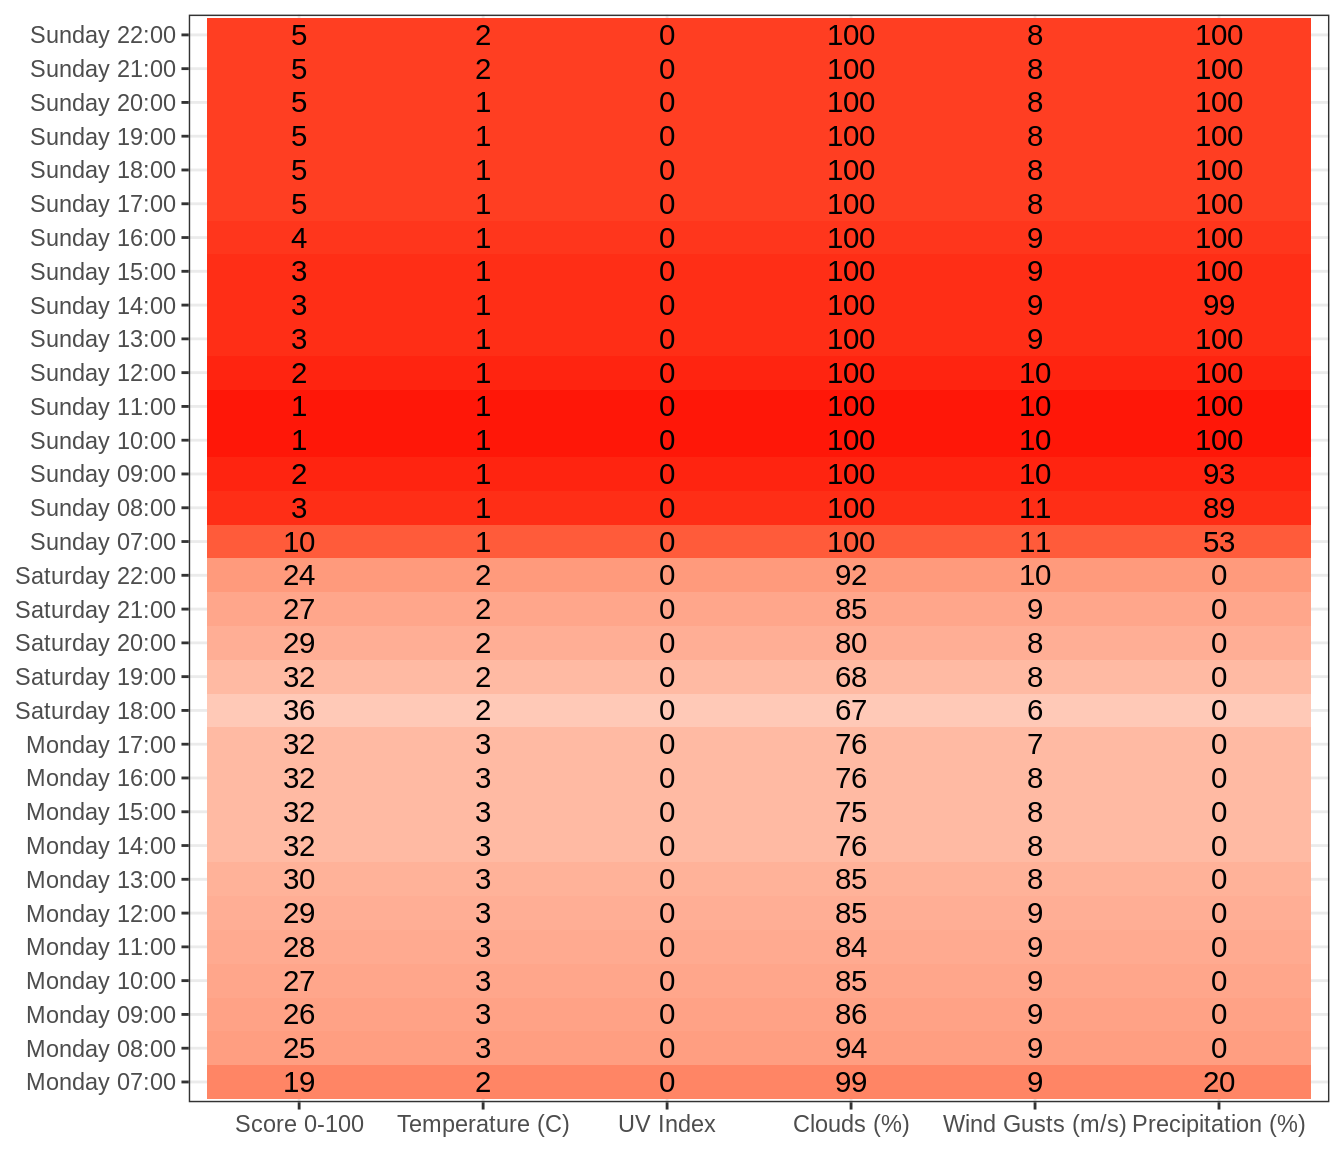 Sunday 22:00 5 2 0 100 8 100
Sunday 21:00 5 2 0 100 8 100
Sunday 20:00 5 1 0 100 8 100
Sunday 19:00 5 1 0 100 8 100
Sunday 18:00 5 1 0 100 8 100
Sunday 17:00 5 1 0 100 8 100
Sunday 16:00 4 1 0 100 9 100
Sunday 15:00 3 1 0 100 9 100
Sunday 14:00 3 1 0 100 9 99
Sunday 13:00 3 1 0 100 9 100
Sunday 12:00 2 1 0 100 10 100
Sunday 11:00 1 1 0 100 10 100
Sunday 10:00 1 1 0 100 10 100
Sunday 09:00 2 1 0 100 10 93
Sunday 08:00 3 1 0 100 11 89
Sunday 07:00 10 1 0 100 11 53
Saturday 22:00 24 2 0 92 10 0
Saturday 21:00 27 2 0 85 9 0
Saturday 20:00 29 2 0 80 8 0
Saturday 19:00 32 2 0 68 8 0
Saturday 18:00 36 2 0 67 6 0
Monday 17:00 32 3 0 76 7 0
Monday 16:00 32 3 0 76 8 0
Monday 15:00 32 3 0 75 8 0
Monday 14:00 32 3 0 76 8 0
Monday 13:00 30 3 0 85 8 0
Monday 12:00 29 3 0 85 9 0
Monday 11:00 28 3 0 84 9 0
Monday 10:00 27 3 0 85 9 0
Monday 09:00 26 3 0 86 9 0
Monday 08:00 25 3 0 94 9 0
Monday 07:00 19 2 0 99 9 20
Score 0-100 Temperature (C) UV Index Clouds (%) Wind Gusts (m/s) Precipitation (%)